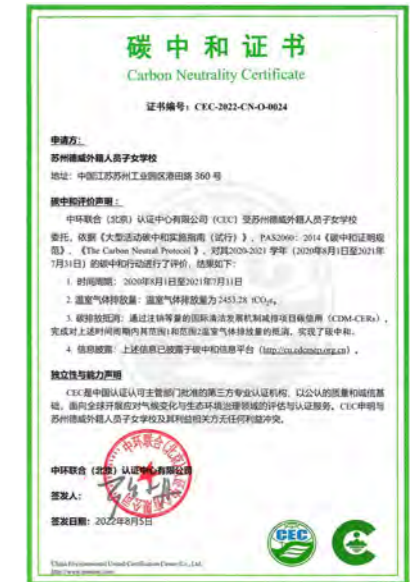 碳中和证书
Carbon Neutrality Certificate
证书编号：CEC-2022-CN-O-0024
申请方：
苏州德威外籍人员子女学校
地址：中国江苏苏州工业园区港田路 360 号
碳中和评价声明：
中环联合（北京）认证中心有限公司（CEC）受苏州德威外籍人员子女学校
委托，依据《大型活动碳中和实施指南（试行）》、PAS2060：2014《碳中和证明规
范》、《The Carbon Neutral Protocol 》，对其2020-2021 学年（2020年8月1日至2021年
7月31日）的碳中和行动进行了评价，结果如下：
1. 时间周期： 2020年8月1日至2021年7月31日
2. 温室气体排放量：温室气体排放量为 2453.28 tCO₂e。
3. 碳排放抵消：通过注销等量的国际清洁发展机制减排项目碳信用（CDM-CERs），
完成对上述时间周期内其范围1和范围2温室气体排放量的抵消，实现了碳中和。
4. 信息披露：上述信息已披露于碳中和信息平台
独立性与能力声明
CEC是中国认证认可主管部门批准的第三方专业认证机构，以公认的质量和诚信基
础，面向全球开展应对气候变化与生态环境治理领域的评估与认证服务。CEC申明与
苏州德威外籍人员子女学校及其利益相关方无任何利益冲突。
中环联合（北京）认证中心有限公司
签发人：
签发日期：2022年8月5日
CEC
China Environmental United Certification Center Co., Ltd.